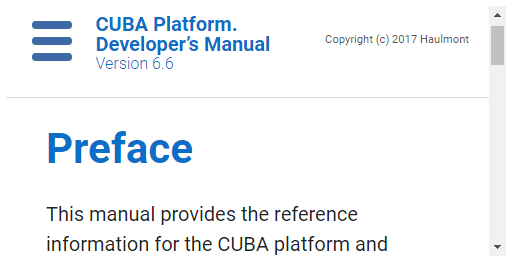 CUBA Platform.
Developer’s Manual
Version 6.6
Copyright (c) 2017 Haulmont
Preface
This manual provides the reference
information for the CUBA platform and